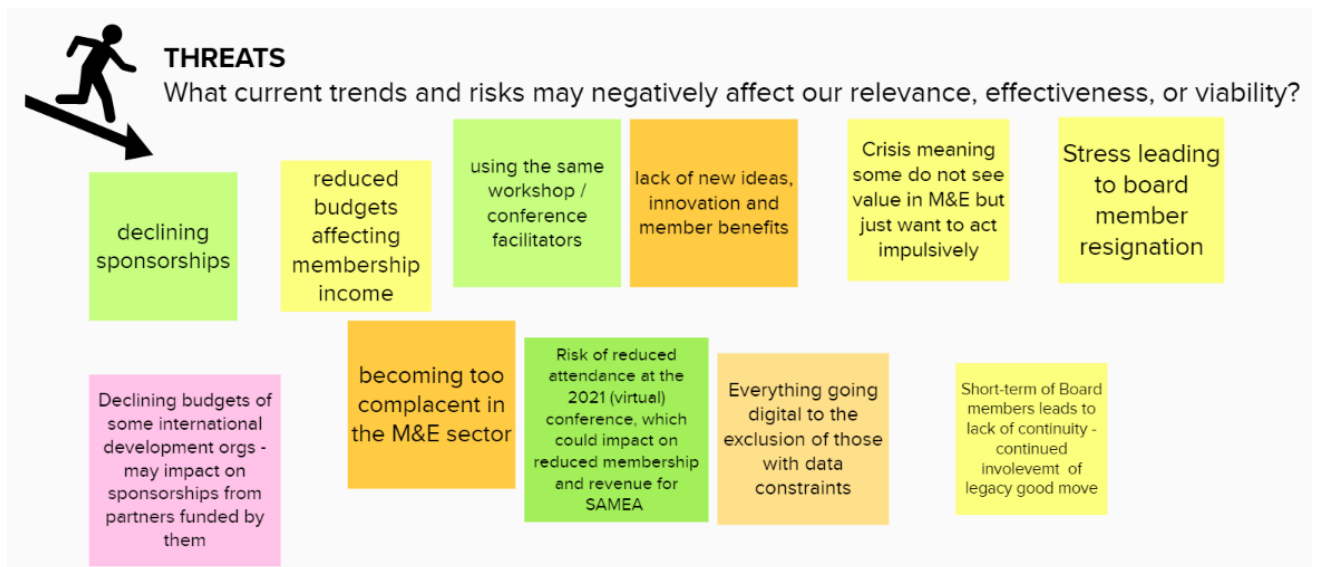 THREATS
What current trends and risks may negatively affect our relevance, effectiveness, or viability?
declining
sponsorships
reduced
budgets
affecting
membership
income
using the same
workshop /
conference
facilitators
lack of new ideas,
innovation and
member benefits
Crisis meaning
some do not see
value in M&E but
just want to act
impulsively
Stress leading
to board
member
resignation
Declining budgets of
some international
development orgs -
may impact on
sponsorships from
partners funded by
them
becoming too
complacent in
the M&E sector
Risk of reduced
attendance at the
2021 (virtual)
conference, which
could impact on
reduced membership
and revenue for
SAMEA
Everything going
digital to the
exclusion of those
with data
constraints
Short-term of Board
members leads to
lack of continuity -
continued
involevemt of
legacy good move